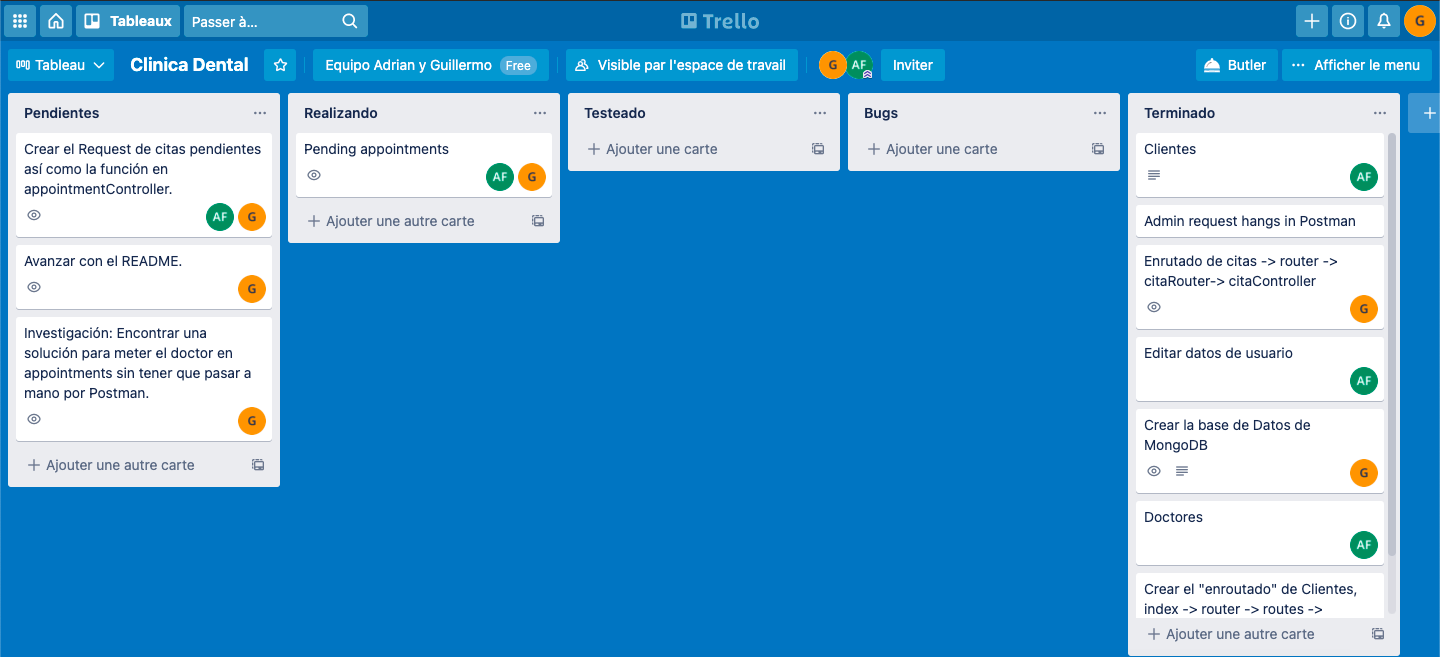 Tableaux
Passer à...
Trello
G
Tableau
Clinica Dental
Equipo Adrian y Guillermo Free
Visible par l'espace de travail
G AF
Inviter
Butler
Afficher le menu
Pendientes
Crear el Request de citas pendientes
así como la función en
appointmentController.
AF G
Avanzar con el README.
G
Investigación: Encontrar una
solución para meter el doctor en
appointments sin tener que pasar a
mano por Postman.
G
Ajouter une autre carte
Realizando
Pending appointments
AF G
Ajouter une autre carte
Testeado
Ajouter une carte
Bugs
Ajouter une carte
Terminado
Clientes
AF
Admin request hangs in Postman
Enrutado de citas -> router ->
citaRouter-> citaController
G
Editar datos de usuario
AF
Crear la base de Datos de
MongoDB
G
Doctores
AF
Crear el "enroutado" de Clientes,
index -> router -> routes ->
Ajouter une autre carte